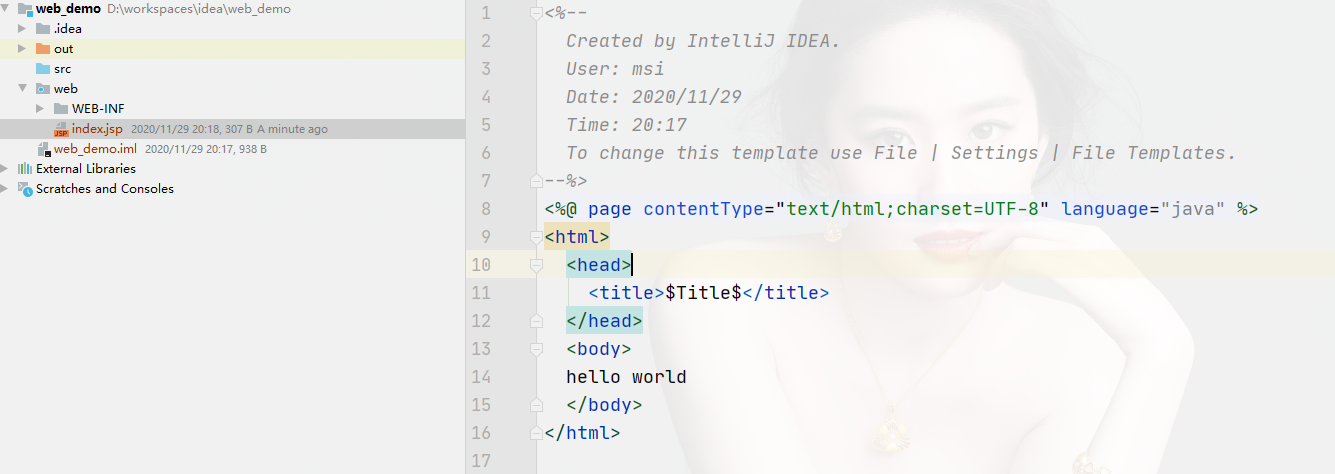 web_demo D:\workspaces\idea\web_demo
.idea
out
src
web
WEB-INF
JSP index.jsp 2020/11/29 20:18, 307 B A minute ago
web_demo.iml 2020/11/29 20:17, 938 B
External Libraries
Scratches and Consoles
1 <%--
2 Created by IntelliJ IDEA.
3 User: msi
4 Date: 2020/11/29
5 Time: 20:17
6 To change this template use File | Settings | File Templates.
7 --%>
8 <%@ page contentType="text/html;charset=UTF-8" language="java" %>
9 <html>
10 <head>
11 <title>$Title$</title>
12 </head>
13 <body>
14 hello world
15 </body>
16 </html>
17